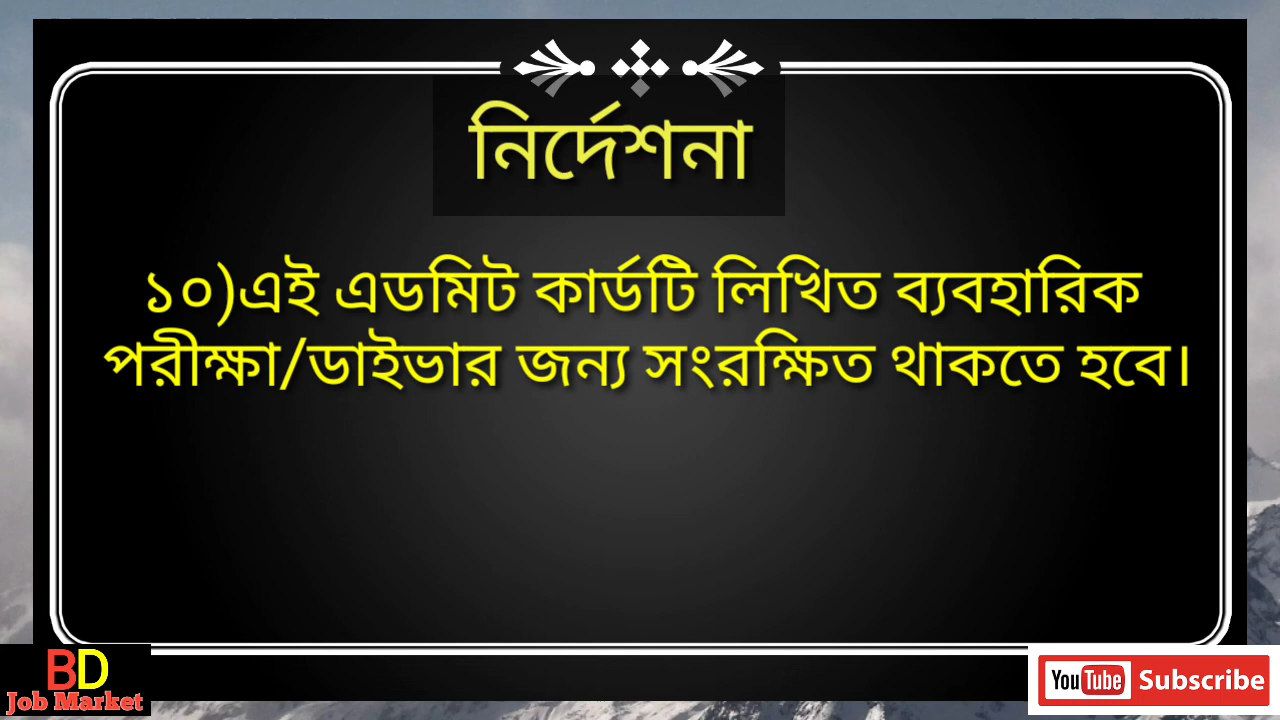 নির্দেশনা
১০)এই এডমিট কার্ডটি লিখিত ব্যবহারিক
পরীক্ষা/ডাইভার জন্য সংরক্ষিত থাকতে হবে।
BD
Job Market
YouTube Subscribe